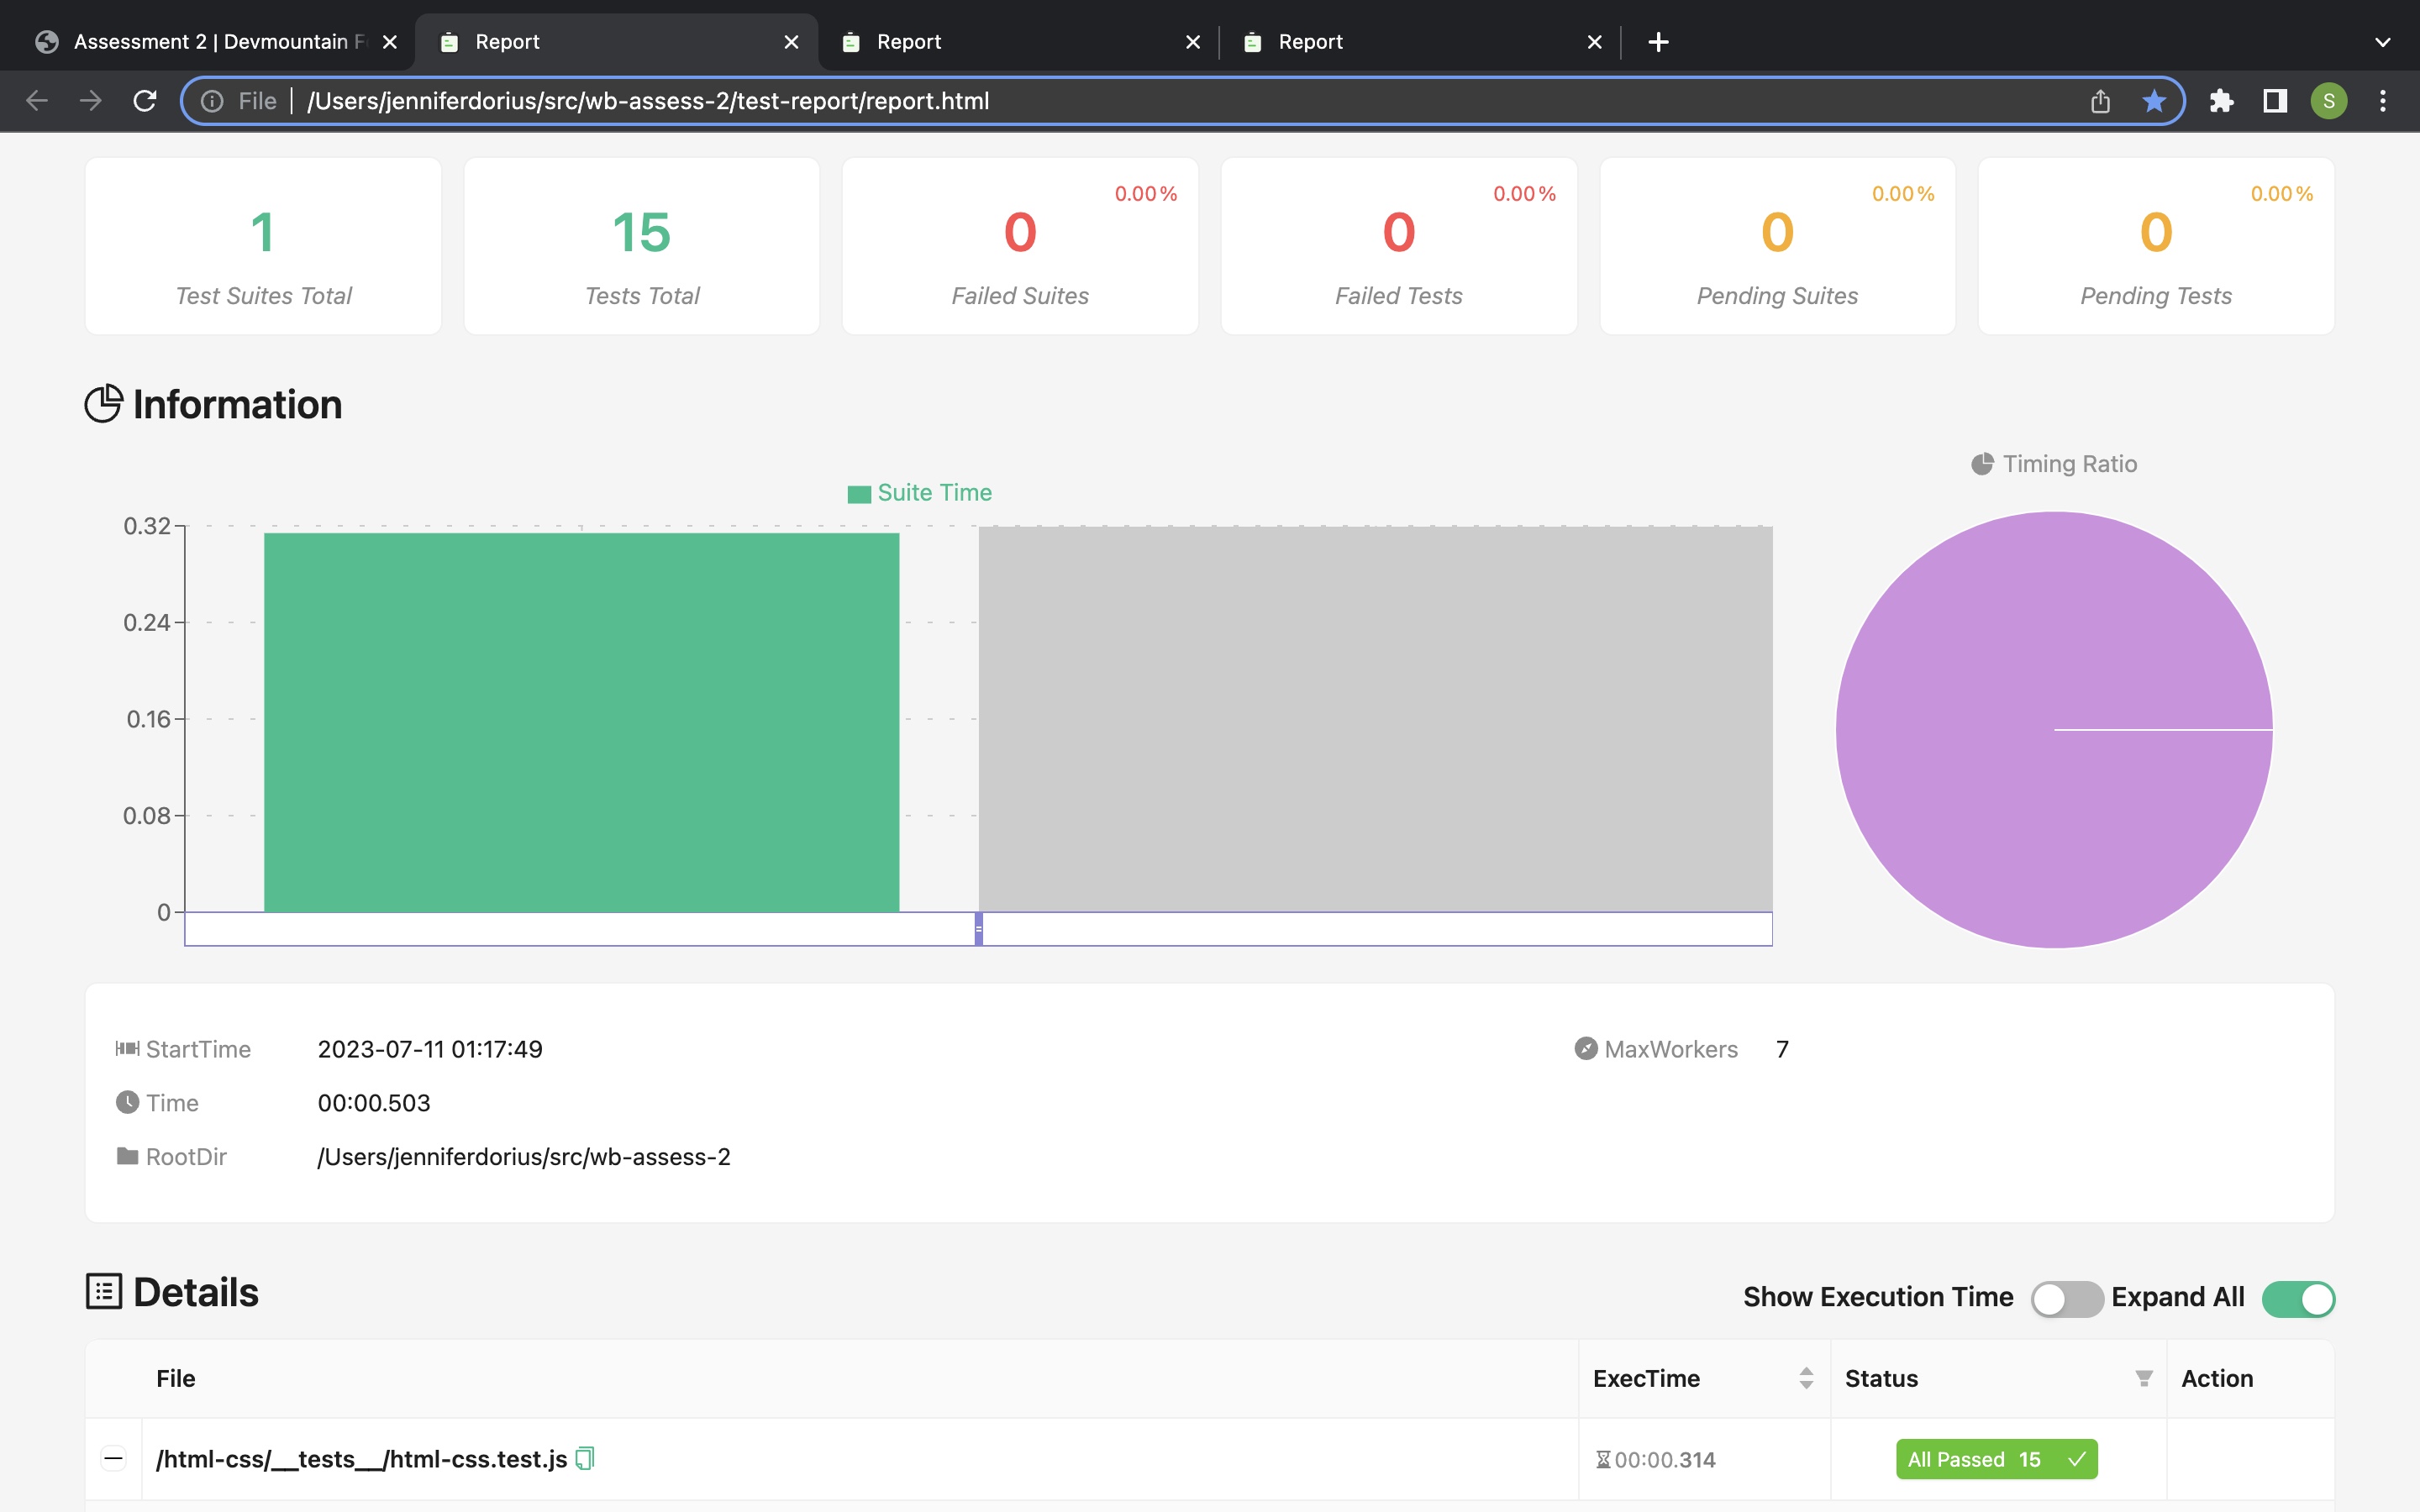 Assessment 2 | Devmountain F
Report
Report
Report
File
/Users/jenniferdorius/src/wb-assess-2/test-report/report.html
S
1
Test Suites Total
15
Tests Total
0.00%
0
Failed Suites
0.00%
0
Failed Tests
0.00%
0
Pending Suites
0.00%
0
Pending Tests
Information
Timing Ratio
Suite Time
0.32
0.24
0.16
0.08
0
StartTime 2023-07-11 01:17:49
MaxWorkers 7
Time 00:00.503
RootDir /Users/jenniferdorius/src/wb-assess-2
Details
Show Execution Time
Expand All
File ExecTime Status Action
/html-css/__tests__/html-css.test.js 00:00.314 All Passed 15